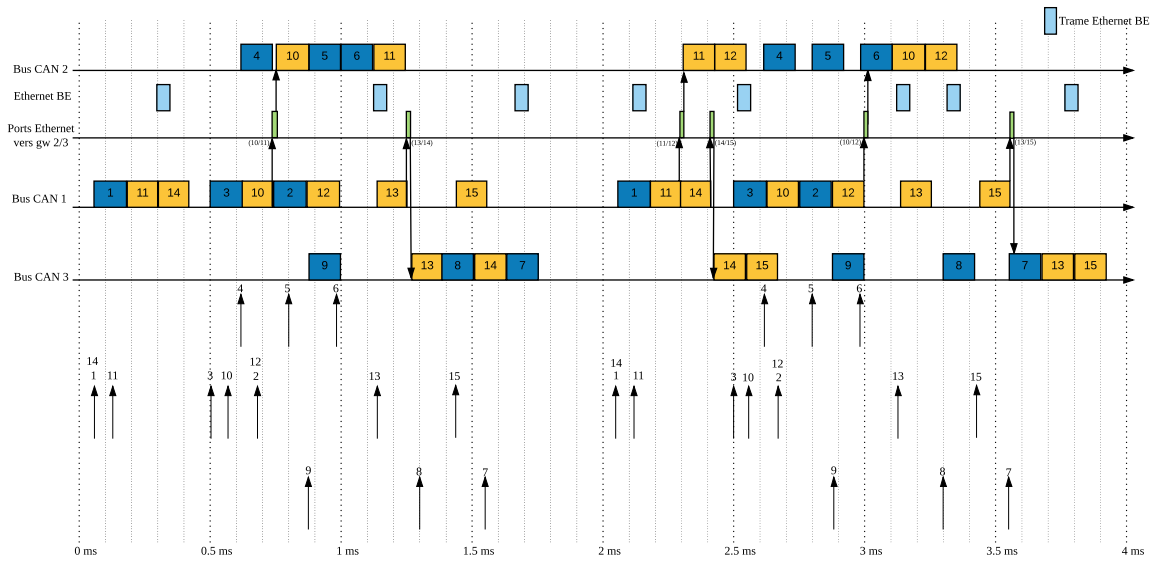 Trame Ethernet BE
Bus CAN 2
4 10 5 6 11 11 12 4 5 6 10 12
Ethernet BE
Ports Ethernet
vers gw 2/3
(10/11) (13/14) (11/12) (14/15) (10/12) (13/15)
Bus CAN 1
1 11 14 3 10 2 12 13 15 1 11 14 3 10 2 12 13 15
Bus CAN 3
9 13 8 14 7 14 15 9 8 7 13 15
4 5 6 4 5 6
14 12 14 12
1 11 3 10 2 13 15 1 11 3 10 2 13 15
9 8 7 9 8 7
0 ms 0.5 ms 1 ms 1.5 ms 2 ms 2.5 ms 3 ms 3.5 ms 4 ms